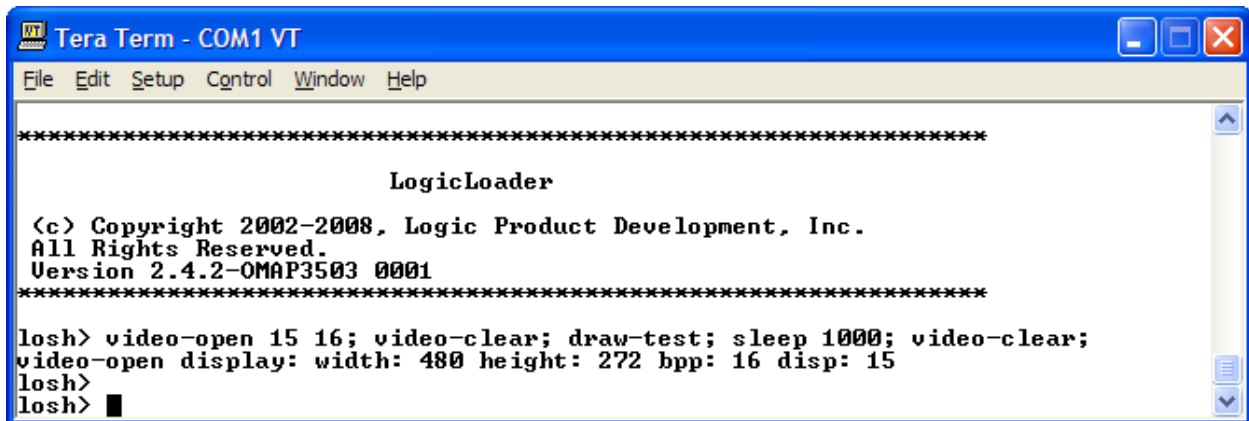 Tera Term - COM1 VT
File Edit Setup Control Window Help
*****************************************************************
LogicLoader
(c) Copyright 2002-2008, Logic Product Development, Inc.
All Rights Reserved.
Version 2.4.2-OMAP3503 0001
*****************************************************************
losh> video-open 15 16; video-clear; draw-test; sleep 1000; video-clear;
video-open display: width: 480 height: 272 bpp: 16 disp: 15
losh>
losh>